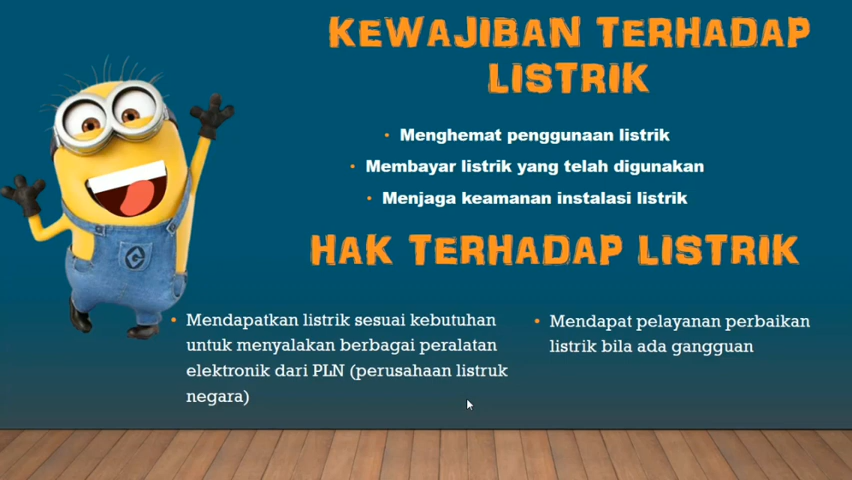 KEWAJIBAN TERHADAP
LISTRIK
• Menghemat penggunaan listrik
• Membayar listrik yang telah digunakan
• Menjaga keamanan instalasi listrik
HAK TERHADAP LISTRIK
• Mendapatkan listrik sesuai kebutuhan
untuk menyalakan berbagai peralatan
elektronik dari PLN (perusahaan listruk
negara)
• Mendapat pelayanan perbaikan
listrik bila ada gangguan